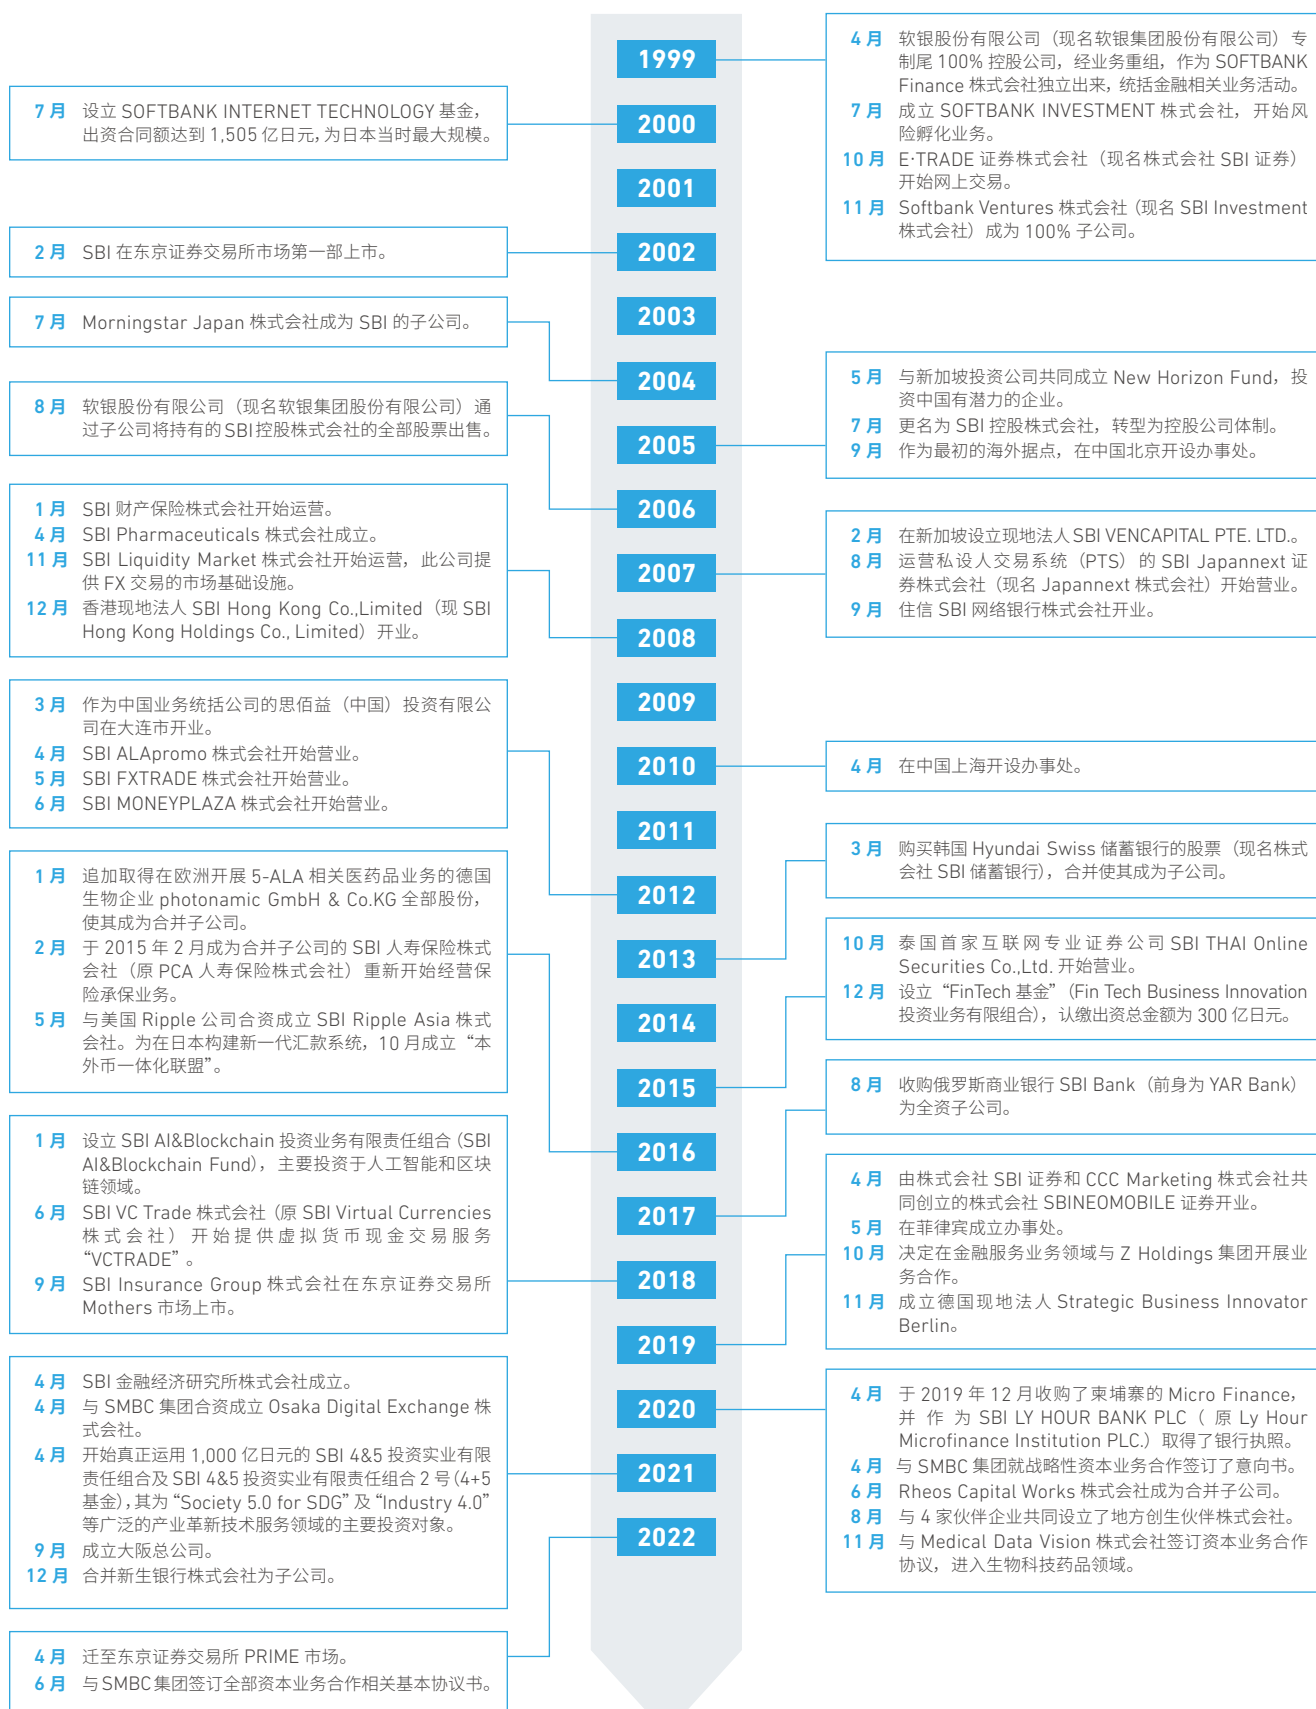 1999
4 月 软银股份有限公司（现名软银集团股份有限公司）专
制尾 100% 控股公司，经业务重组，作为 SOFTBANK
Finance 株式会社独立出来，统括金融相关业务活动。
7 月 成立 SOFTBANK INVESTMENT 株式会社，开始风
险孵化业务。
10 月 E·TRADE 证券株式会社（现名株式会社 SBI 证券）
开始网上交易。
11 月 Softbank Ventures 株式会社（现名 SBI Investment
株式会社）成为 100% 子公司。
2000
7 月 设立 SOFTBANK INTERNET TECHNOLOGY 基金，
出资合同额达到 1,505 亿日元，为日本当时最大规模。
2001
2002
2 月 SBI 在东京证券交易所市场第一部上市。
2003
2004
7 月 Morningstar Japan 株式会社成为 SBI 的子公司。
2005
5 月 与新加坡投资公司共同成立 New Horizon Fund，投
资中国有潜力的企业。
7 月 更名为 SBI 控股株式会社，转型为控股公司体制。
9 月 作为最初的海外据点，在中国北京开设办事处。
2006
8 月 软银股份有限公司（现名软银集团股份有限公司）通
过子公司将持有的SBI控股株式会社的全部股票出售。
2007
2 月 在新加坡设立现地法人 SBI VENCAPITAL PTE. LTD.。
8 月 运营私设人交易系统（PTS）的 SBI Japannext 证
券株式会社（现名 Japannext 株式会社）开始营业。
9 月 住信 SBI 网络银行株式会社开业。
2008
1 月 SBI 财产保险株式会社开始运营。
4 月 SBI Pharmaceuticals 株式会社成立。
11 月 SBI Liquidity Market 株式会社开始运营，此公司提
供 FX 交易的市场基础设施。
12 月 香港现地法人 SBI Hong Kong Co.,Limited（现 SBI
Hong Kong Holdings Co., Limited）开业。
2009
2010
4 月 在中国上海开设办事处。
2011
2012
3 月 作为中国业务统括公司的思佰益（中国）投资有限公
司在大连市开业。
4 月 SBI ALApromo 株式会社开始营业。
5 月 SBI FXTRADE 株式会社开始营业。
6 月 SBI MONEYPLAZA 株式会社开始营业。
2013
3 月 购买韩国 Hyundai Swiss 储蓄银行的股票（现名株式
会社 SBI 储蓄银行），合并使其成为子公司。
2014
2015
10 月 泰国首家互联网专业证券公司 SBI THAI Online
Securities Co.,Ltd. 开始营业。
12 月 设立“FinTech 基金”（Fin Tech Business Innovation
投资业务有限组合），认缴出资总金额为 300 亿日元。
2016
1 月 追加取得在欧洲开展 5-ALA 相关医药品业务的德国
生物企业 photonamic GmbH & Co.KG 全部股份，
使其成为合并子公司。
2 月 于 2015 年 2 月成为合并子公司的 SBI 人寿保险株式
会社（原 PCA 人寿保险株式会社）重新开始经营保
险承保业务。
5 月 与美国 Ripple 公司合资成立 SBI Ripple Asia 株式
会社。为在日本构建新一代汇款系统，10 月成立“本
外币一体化联盟”。
2017
8 月 收购俄罗斯商业银行 SBI Bank（前身为 YAR Bank）
为全资子公司。
2018
1 月 设立 SBI AI&Blockchain 投资业务有限责任组合（SBI
AI&Blockchain Fund），主要投资于人工智能和区块
链领域。
6 月 SBI VC Trade 株式会社（原 SBI Virtual Currencies
株式会社）开始提供虚拟货币现金交易服务
“VCTRADE”。
9 月 SBI Insurance Group 株式会社在东京证券交易所
Mothers 市场上市。
2019
4 月 由株式会社 SBI 证券和 CCC Marketing 株式会社共
同创立的株式会社 SBINEOMOBILE 证券开业。
5 月 在菲律宾成立办事处。
10 月 决定在金融服务业务领域与 Z Holdings 集团开展业
务合作。
11 月 成立德国现地法人 Strategic Business Innovator
Berlin。
2020
4 月 于 2019 年 12 月收购了柬埔寨的 Micro Finance，
并作为 SBI LY HOUR BANK PLC（ 原 Ly Hour
Microfinance Institution PLC.）取得了银行执照。
4 月 与 SMBC 集团就战略性资本业务合作签订了意向书。
6 月 Rheos Capital Works 株式会社成为合并子公司。
8 月 与 4 家伙伴企业共同设立了地方创生伙伴株式会社。
11 月 与 Medical Data Vision 株式会社签订资本业务合作
协议，进入生物科技药品领域。
2021
4 月 SBI 金融经济研究所株式会社成立。
4 月 与 SMBC 集团合资成立 Osaka Digital Exchange 株
式会社。
4 月 开始真正运用 1,000 亿日元的 SBI 4&5 投资实业有限
责任组合及 SBI 4&5 投资实业有限责任组合 2 号（4+5
基金），其为“Society 5.0 for SDG”及“Industry 4.0”
等广泛的产业革新技术服务领域的主要投资对象。
9 月 成立大阪总公司。
12 月 合并新生银行株式会社为子公司。
2022
4 月 迁至东京证券交易所 PRIME 市场。
6 月 与SMBC集团签订全部资本业务合作相关基本协议书。